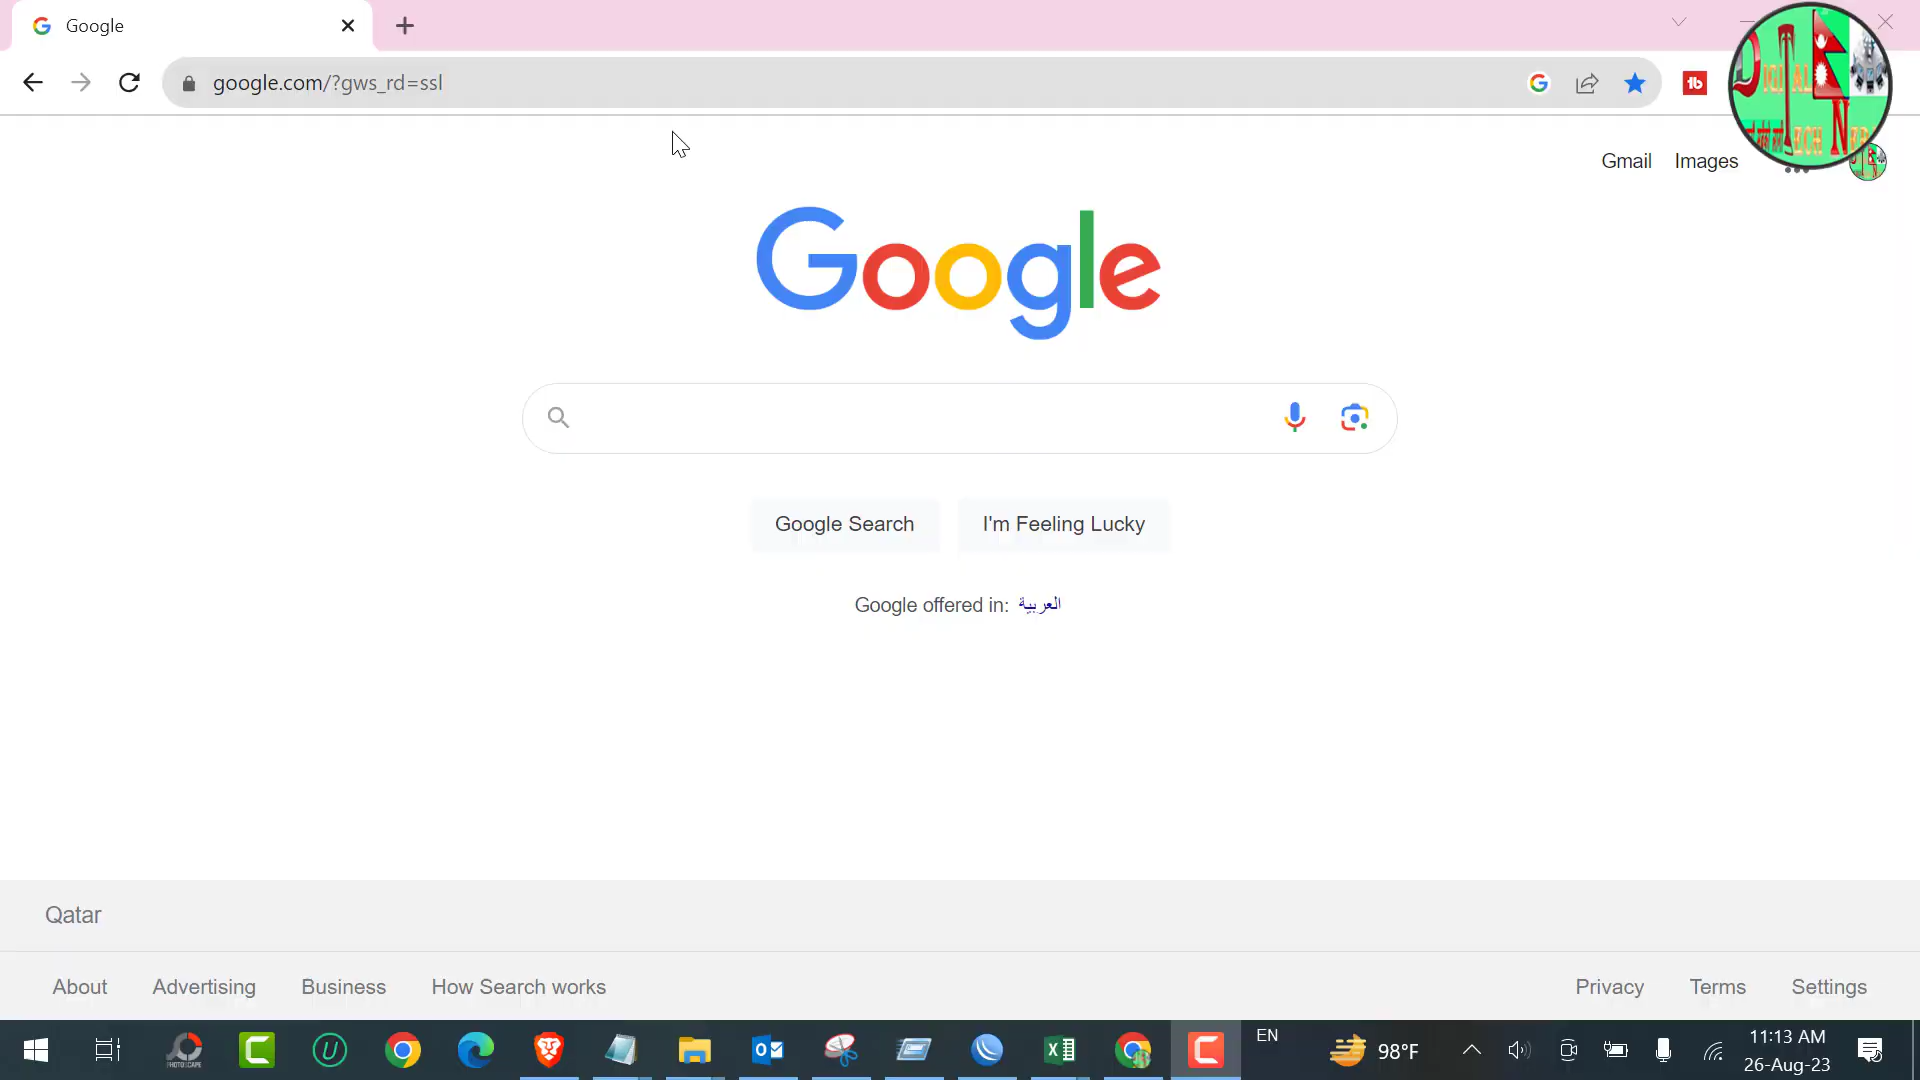 Google
google.com/?gws_rd=ssl
Gmail Images
Google
Google Search I'm Feeling Lucky
Google offered in: العربية
Qatar
About Advertising Business How Search works Privacy Terms Settings
EN 98°F 11:13 AM
26-Aug-23